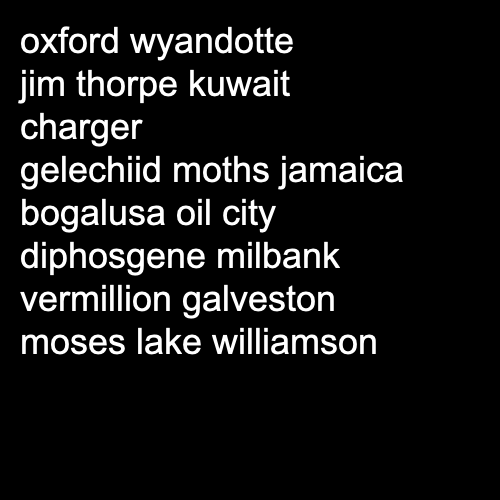 oxford wyandotte
jim thorpe kuwait
charger
gelechiid moths jamaica
bogalusa oil city
diphosgene milbank
vermillion galveston
moses lake williamson